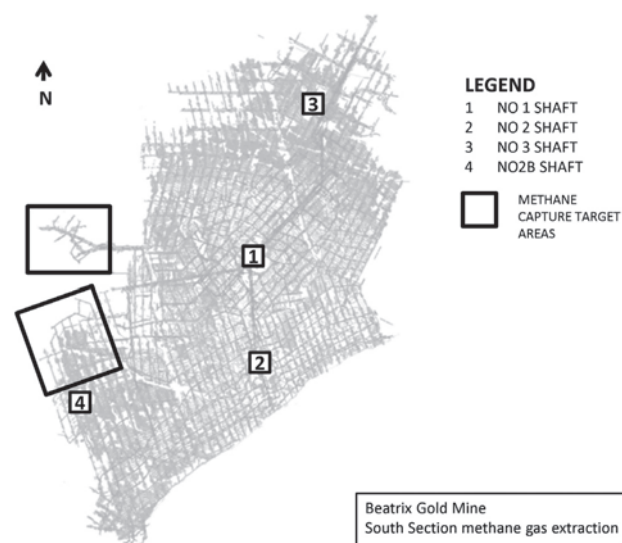 N
3
1
2
4
LEGEND
1 NO 1 SHAFT
2 NO 2 SHAFT
3 NO 3 SHAFT
4 NO2B SHAFT
METHANE
CAPTURE TARGET
AREAS
Beatrix Gold Mine
South Section methane gas extraction